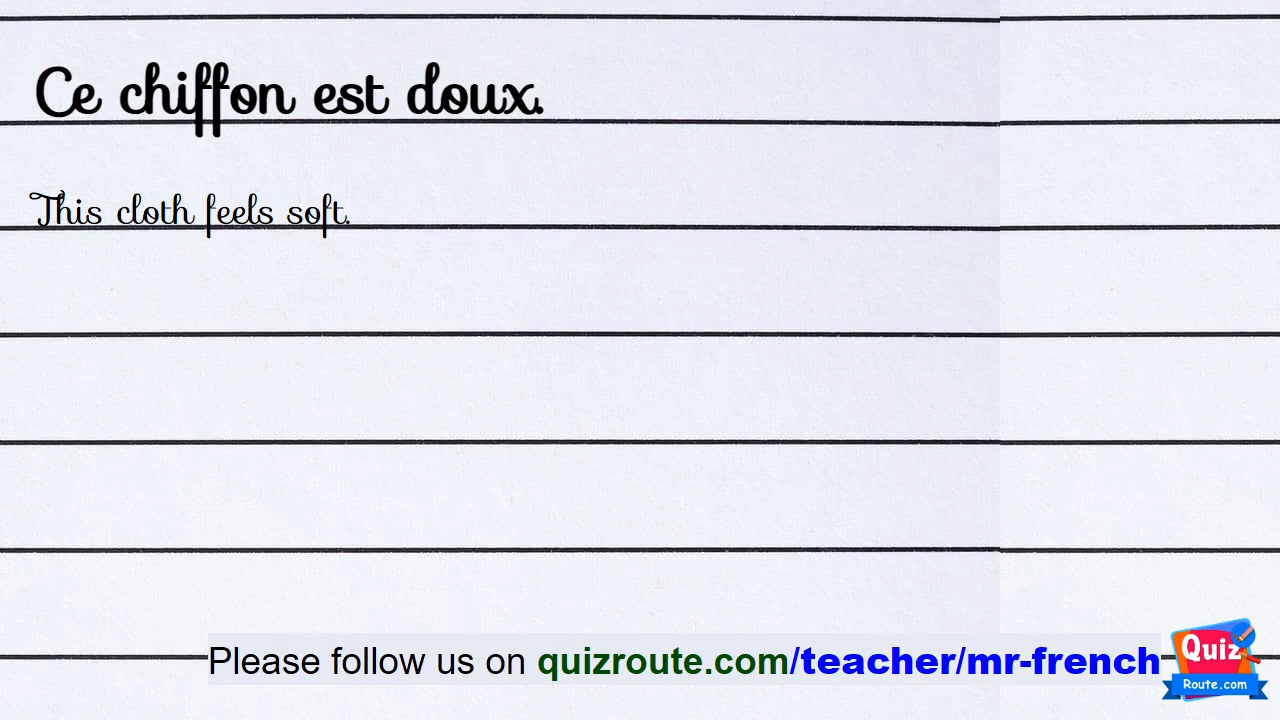 Ce chiffon est doux.
This cloth feels soft.
Please follow us on quizroute.com/teacher/mr-french
Quiz
Route.com